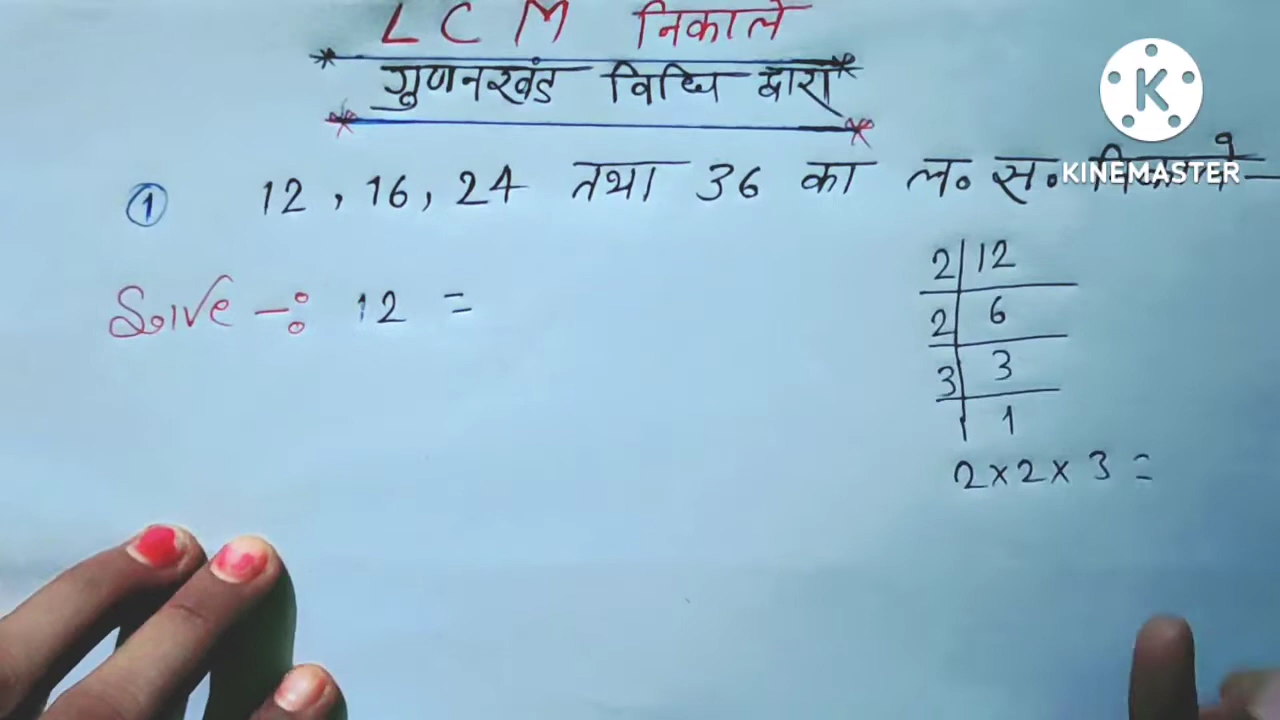 LCM निकाले
गुणनखंड विधि द्वारा
① 12, 16, 24 तथा 36 का ल॰ स॰
K
KINEMASTER
Solve -: 12 =
2 | 12
2 | 6
3 | 3
1
2 × 2 × 3 =